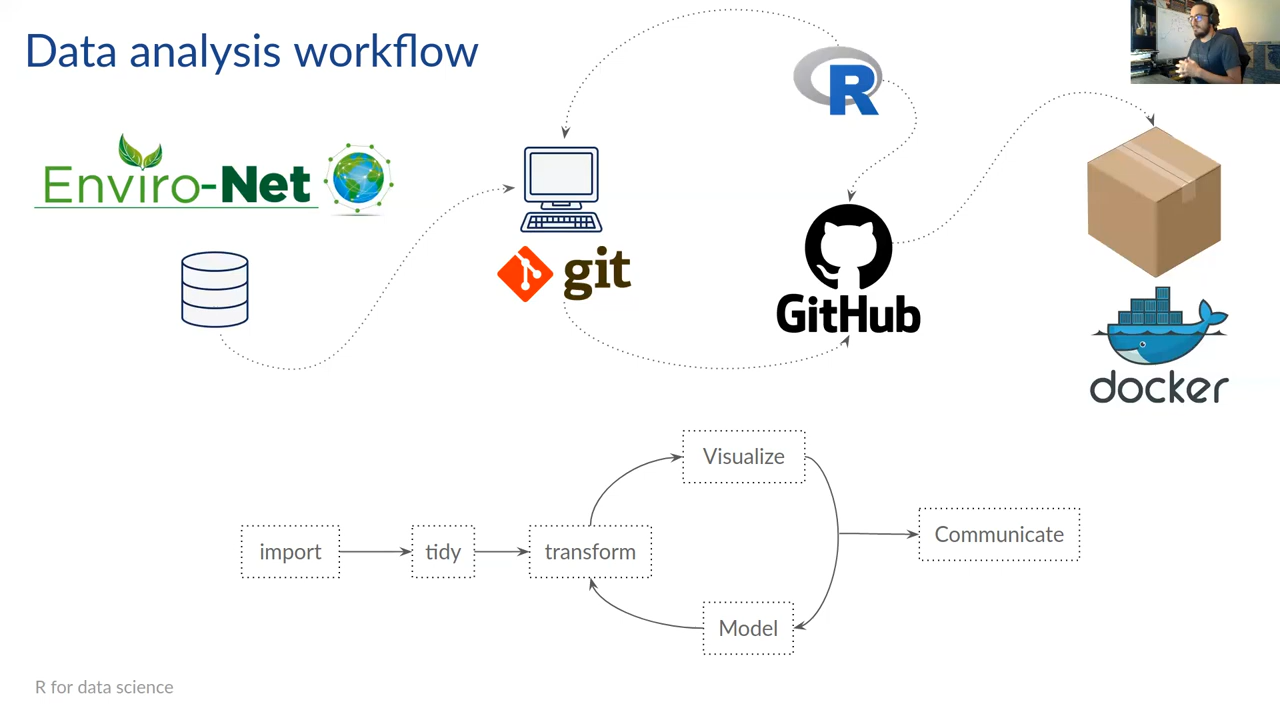 Data analysis workflow
R
Enviro-Net
git
GitHub
docker
Visualize
import
tidy
transform
Communicate
Model
R for data science